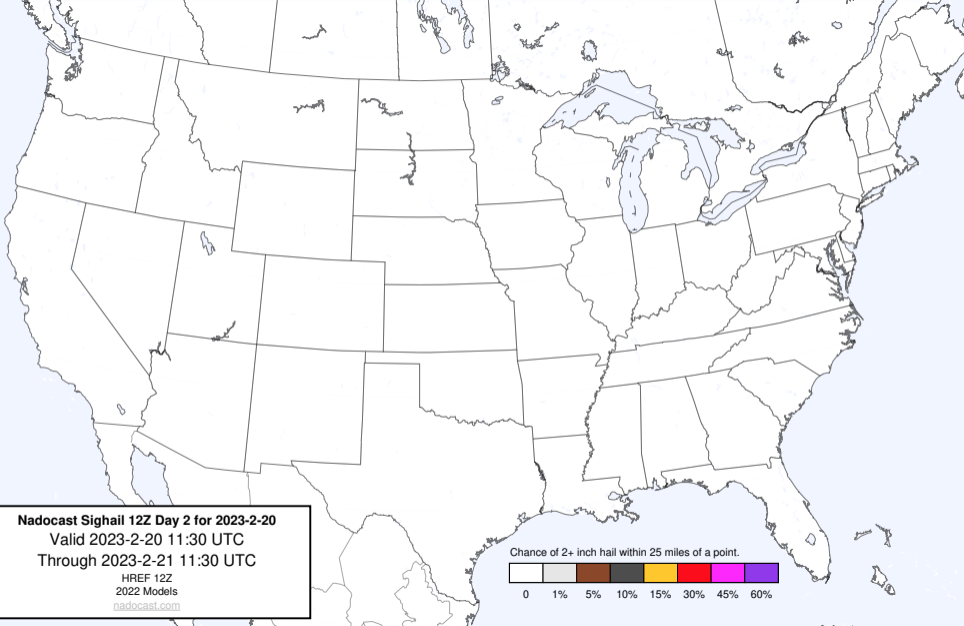 Nadocast Sighail 12Z Day 2 for 2023-2-20
Valid 2023-2-20 11:30 UTC
Through 2023-2-21 11:30 UTC
HREF 12Z
2022 Models
nadocast.com
Chance of 2+ inch hail within 25 miles of a point.
0 1% 5% 10% 15% 30% 45% 60%